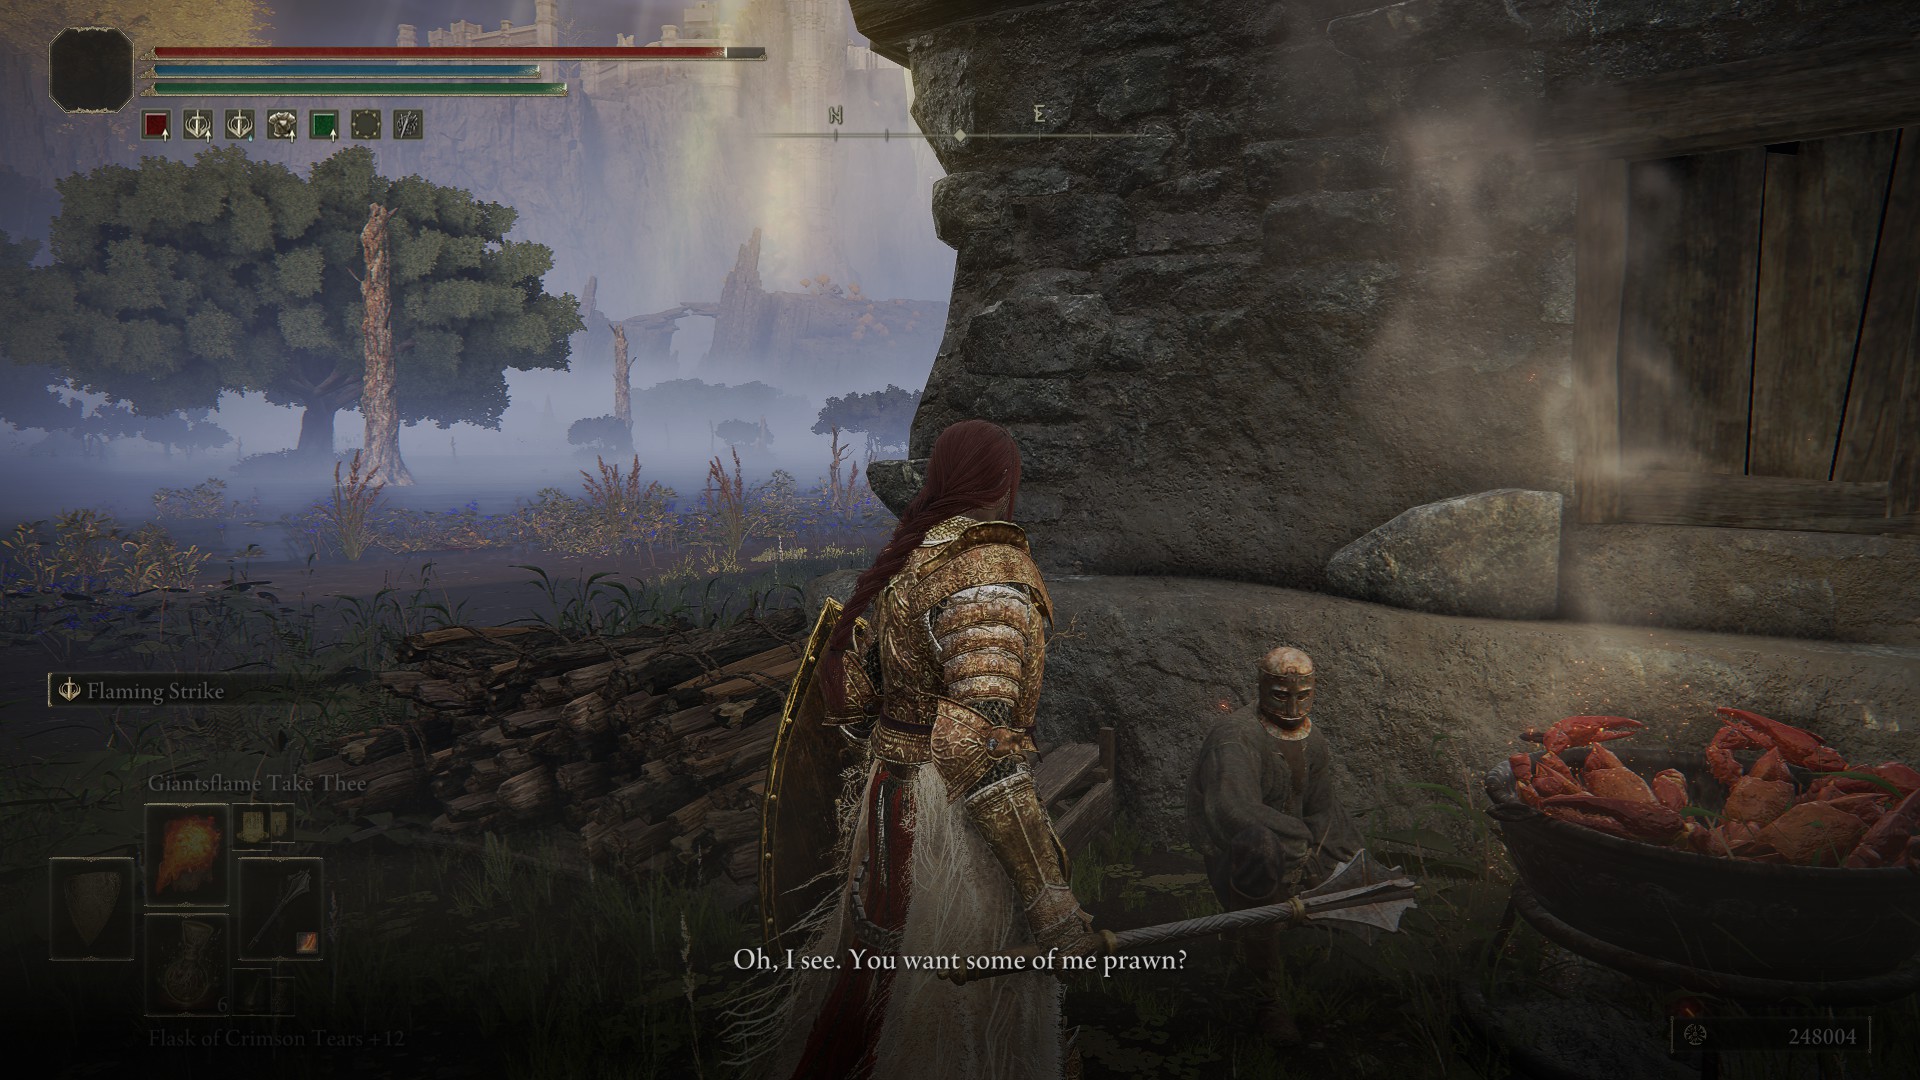 N
E
Flaming Strike
Giantsflame Take Thee
6
Oh, I see. You want some of me prawn?
Flask of Crimson Tears +12
248004